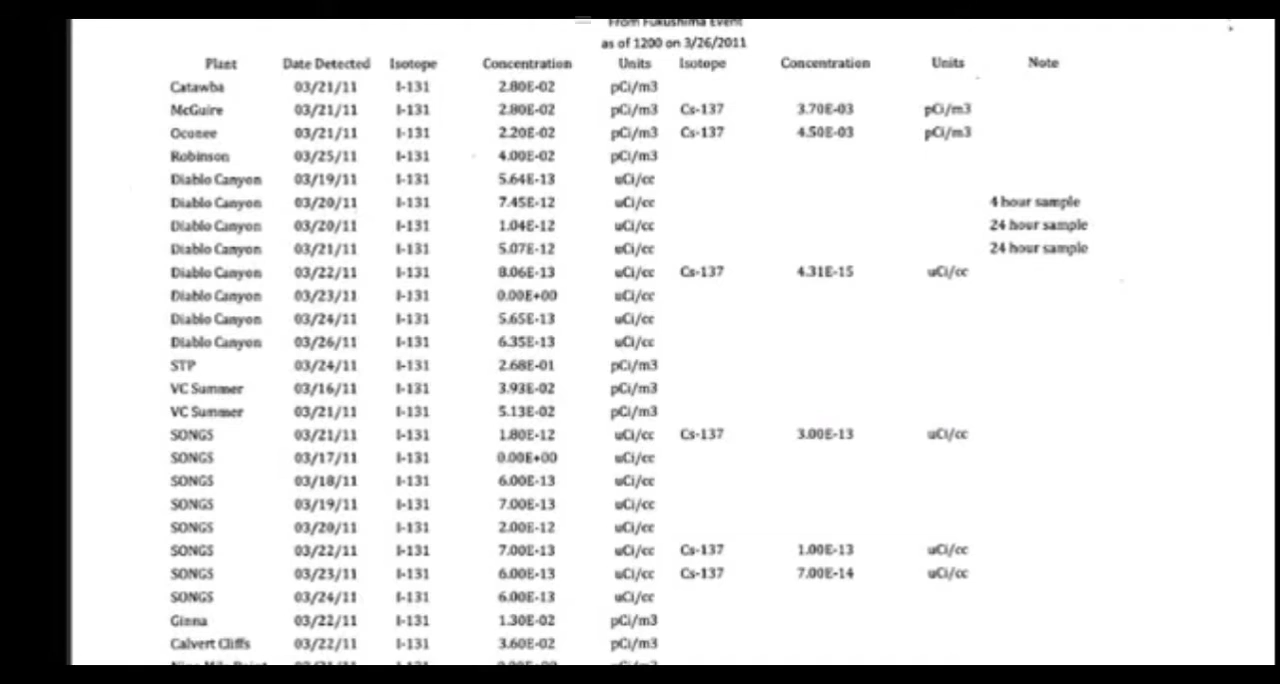 From Fukushima Event
as of 1200 on 3/26/2011
Plant Date Detected Isotope Concentration Units Isotope Concentration Units Note
Catawba 03/21/11 I-131 2.80E-02 pCi/m3
McGuire 03/21/11 I-131 2.80E-02 pCi/m3 Cs-137 3.70E-03 pCi/m3
Oconee 03/21/11 I-131 2.20E-02 pCi/m3 Cs-137 4.50E-03 pCi/m3
Robinson 03/25/11 I-131 4.00E-02 pCi/m3
Diablo Canyon 03/19/11 I-131 5.64E-13 uCi/cc
Diablo Canyon 03/20/11 I-131 7.45E-12 uCi/cc 4 hour sample
Diablo Canyon 03/20/11 I-131 1.04E-12 uCi/cc 24 hour sample
Diablo Canyon 03/21/11 I-131 5.07E-12 uCi/cc 24 hour sample
Diablo Canyon 03/22/11 I-131 8.06E-13 uCi/cc Cs-137 4.31E-15 uCi/cc
Diablo Canyon 03/23/11 I-131 0.00E+00 uCi/cc
Diablo Canyon 03/24/11 I-131 5.65E-13 uCi/cc
Diablo Canyon 03/26/11 I-131 6.35E-13 uCi/cc
STP 03/24/11 I-131 2.68E-01 pCi/m3
VC Summer 03/16/11 I-131 3.93E-02 pCi/m3
VC Summer 03/21/11 I-131 5.13E-02 pCi/m3
SONGS 03/21/11 I-131 1.80E-12 uCi/cc Cs-137 3.00E-13 uCi/cc
SONGS 03/17/11 I-131 0.00E+00 uCi/cc
SONGS 03/18/11 I-131 6.00E-13 uCi/cc
SONGS 03/19/11 I-131 7.00E-13 uCi/cc
SONGS 03/20/11 I-131 2.00E-12 uCi/cc
SONGS 03/22/11 I-131 7.00E-13 uCi/cc Cs-137 1.00E-13 uCi/cc
SONGS 03/23/11 I-131 6.00E-13 uCi/cc Cs-137 7.00E-14 uCi/cc
SONGS 03/24/11 I-131 6.00E-13 uCi/cc
Ginna 03/22/11 I-131 1.30E-02 pCi/m3
Calvert Cliffs 03/22/11 I-131 3.60E-02 pCi/m3